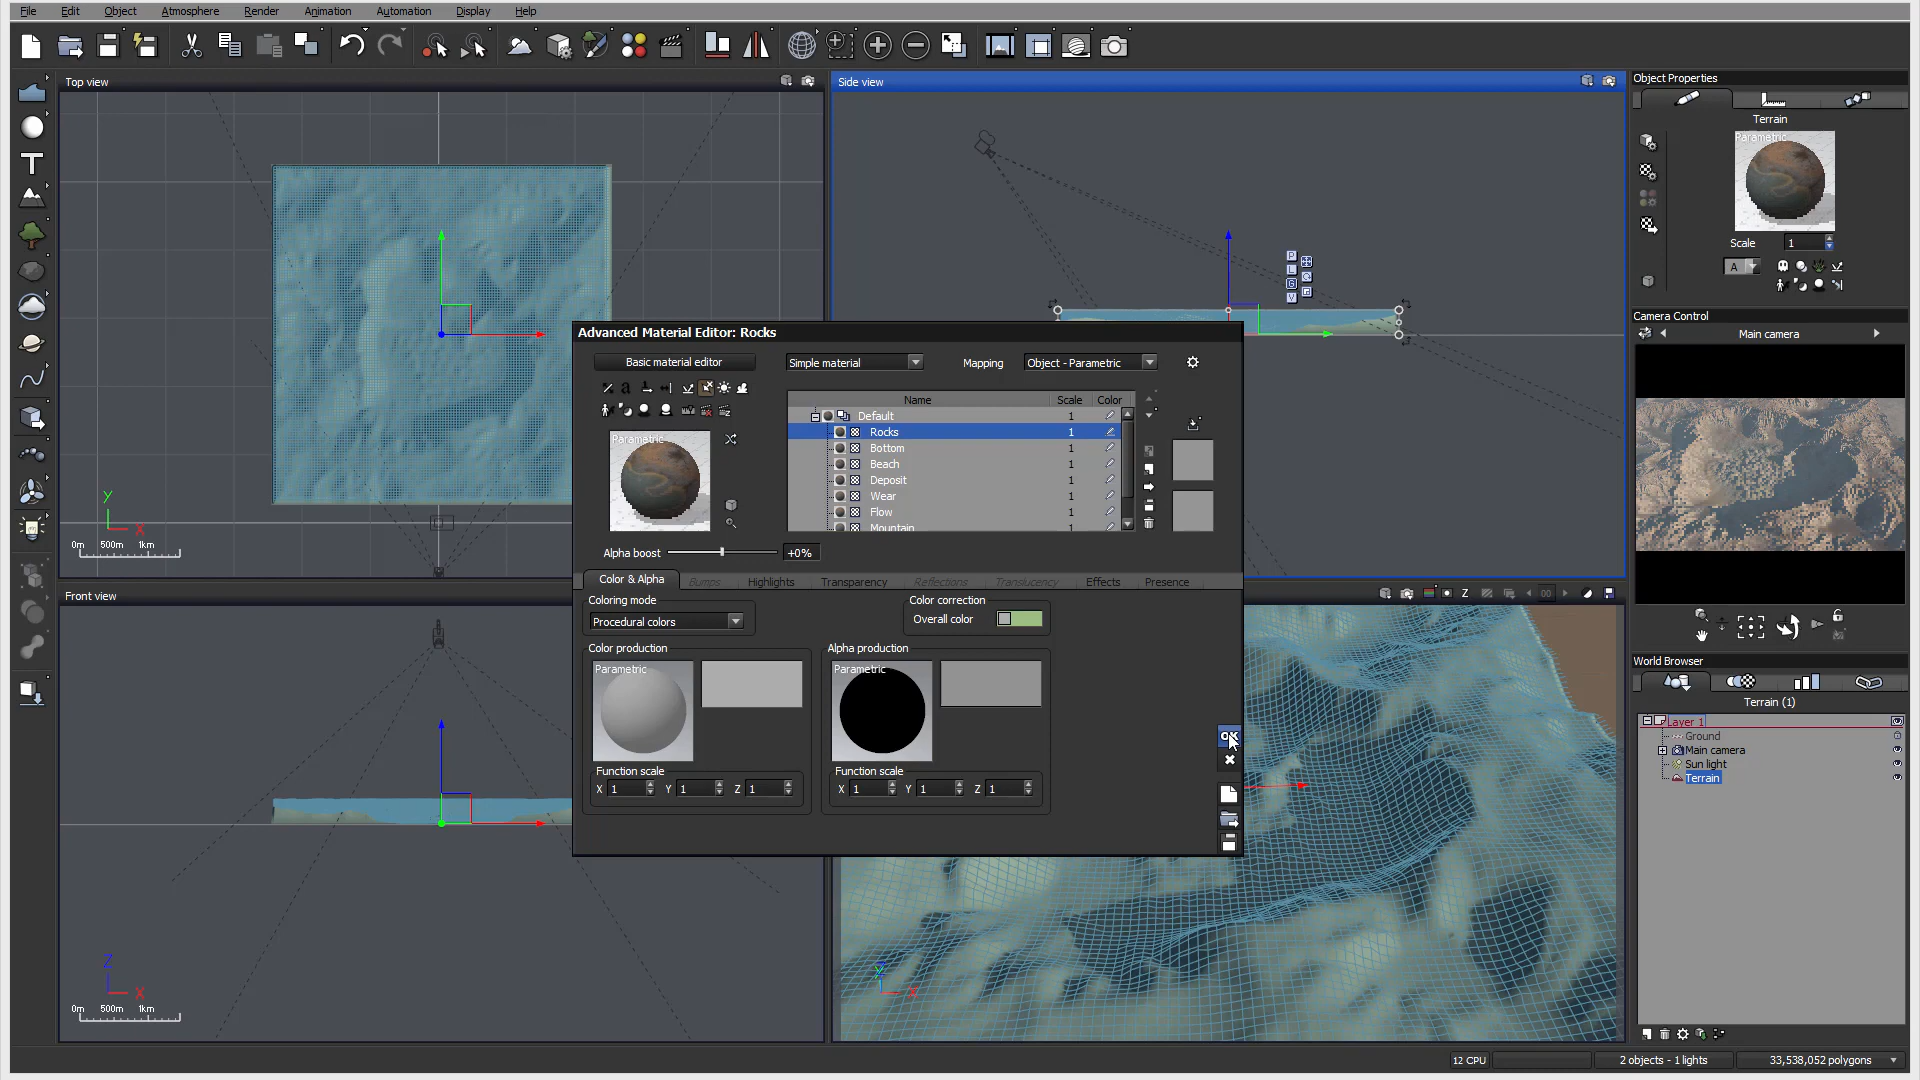 File Edit Object Atmosphere Render Animation Automation Display Help
Top view
Side view
Object Properties
Terrain
Parametric
Scale 1
A
Camera Control
Main camera
P
L
G
V
Advanced Material Editor: Rocks
Basic material editor
Simple material
Mapping
Object - Parametric
Name Scale Color
Default 1
Rocks 1
Bottom 1
Beach 1
Deposit 1
Wear 1
Flow 1
Mountain 1
Parametric
Alpha boost +0%
Color & Alpha Bumps Highlights Transparency Reflections Translucency Effects Presence
Coloring mode
Procedural colors
Color correction
Overall color
Color production
Parametric
Alpha production
Parametric
Function scale
X 1 Y 1 Z 1
Function scale
X 1 Y 1 Z 1
OK
Y
X
0m 500m 1km
Front view
Z
X
0m 500m 1km
Z
00
Y
X
World Browser
Terrain (1)
Layer 1
Ground
Main camera
Sun light
Terrain
12 CPU
2 objects - 1 lights
33,538,052 polygons